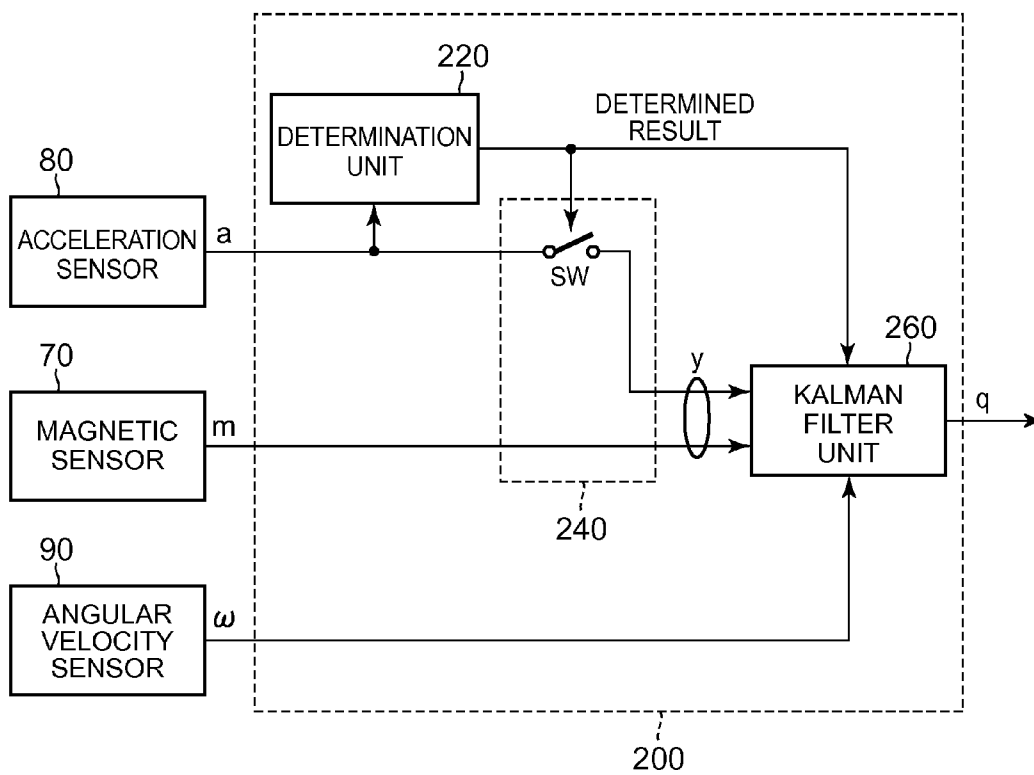 220
DETERMINATION
UNIT
DETERMINED
RESULT
80
ACCELERATION
SENSOR
a
SW
70
MAGNETIC
SENSOR
m
y
260
KALMAN
FILTER
UNIT
q
240
90
ANGULAR
VELOCITY
SENSOR
ω
200